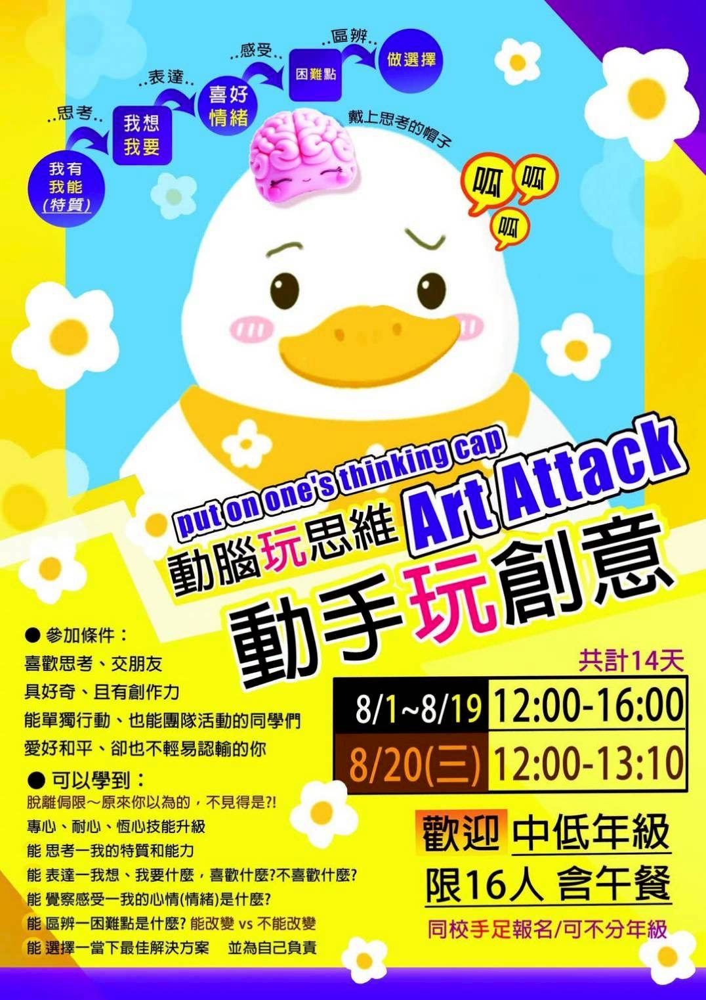 ..思考..
..表達..
..感受..
..區辨..
我有
我能
(特質)
我想
我要
喜好
情緒
困難點
做選擇
戴上思考的帽子
呱
呱
呱
put on one's thinking cap
動腦玩思維 Art Attack
動手玩創意
● 參加條件：
喜歡思考、交朋友
具好奇、且有創作力
能單獨行動、也能團隊活動的同學們
愛好和平、卻也不輕易認輸的你
● 可以學到：
脫離侷限～原來你以為的，不見得是?!
專心、耐心、恆心技能升級
能 思考一我的特質和能力
能 表達一我想、我要什麼，喜歡什麼?不喜歡什麼?
能 覺察感受一我的心情(情緒)是什麼?
能 區辨一困難點是什麼? 能改變 vs 不能改變
能 選擇一當下最佳解決方案 並為自己負責
共計14天
8/1~8/19 12:00-16:00
8/20(三) 12:00-13:10
歡迎 中低年級
限16人 含午餐
同校手足報名/可不分年級